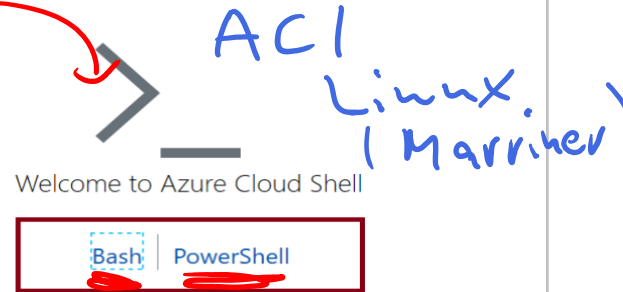 ACI
Linux
| Marriner
Welcome to Azure Cloud Shell
Bash | PowerShell